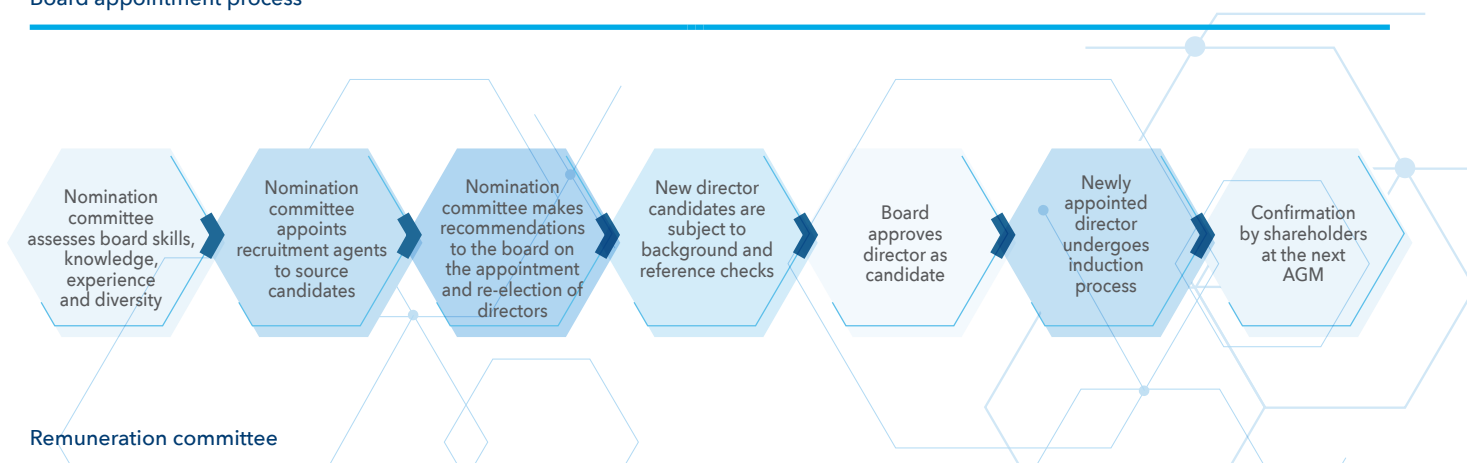 Board appointment process
Nomination
committee
assesses board skills,
knowledge,
experience
and diversity
Nomination
committee
appoints
recruitment agents
to source
candidates
Nomination
committee makes
recommendations
to the board on
the appointment
and re-election of
directors
New director
candidates are
subject to
background and
reference checks
Board
approves
director as
candidate
Newly
appointed
director
undergoes
induction
process
Confirmation
by shareholders
at the next
AGM
Remuneration committee